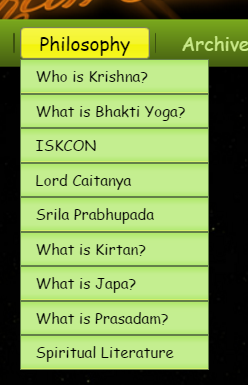 Philosophy
Archive
Who is Krishna?
What is Bhakti Yoga?
ISKCON
Lord Caitanya
Srila Prabhupada
What is Kirtan?
What is Japa?
What is Prasadam?
Spiritual Literature